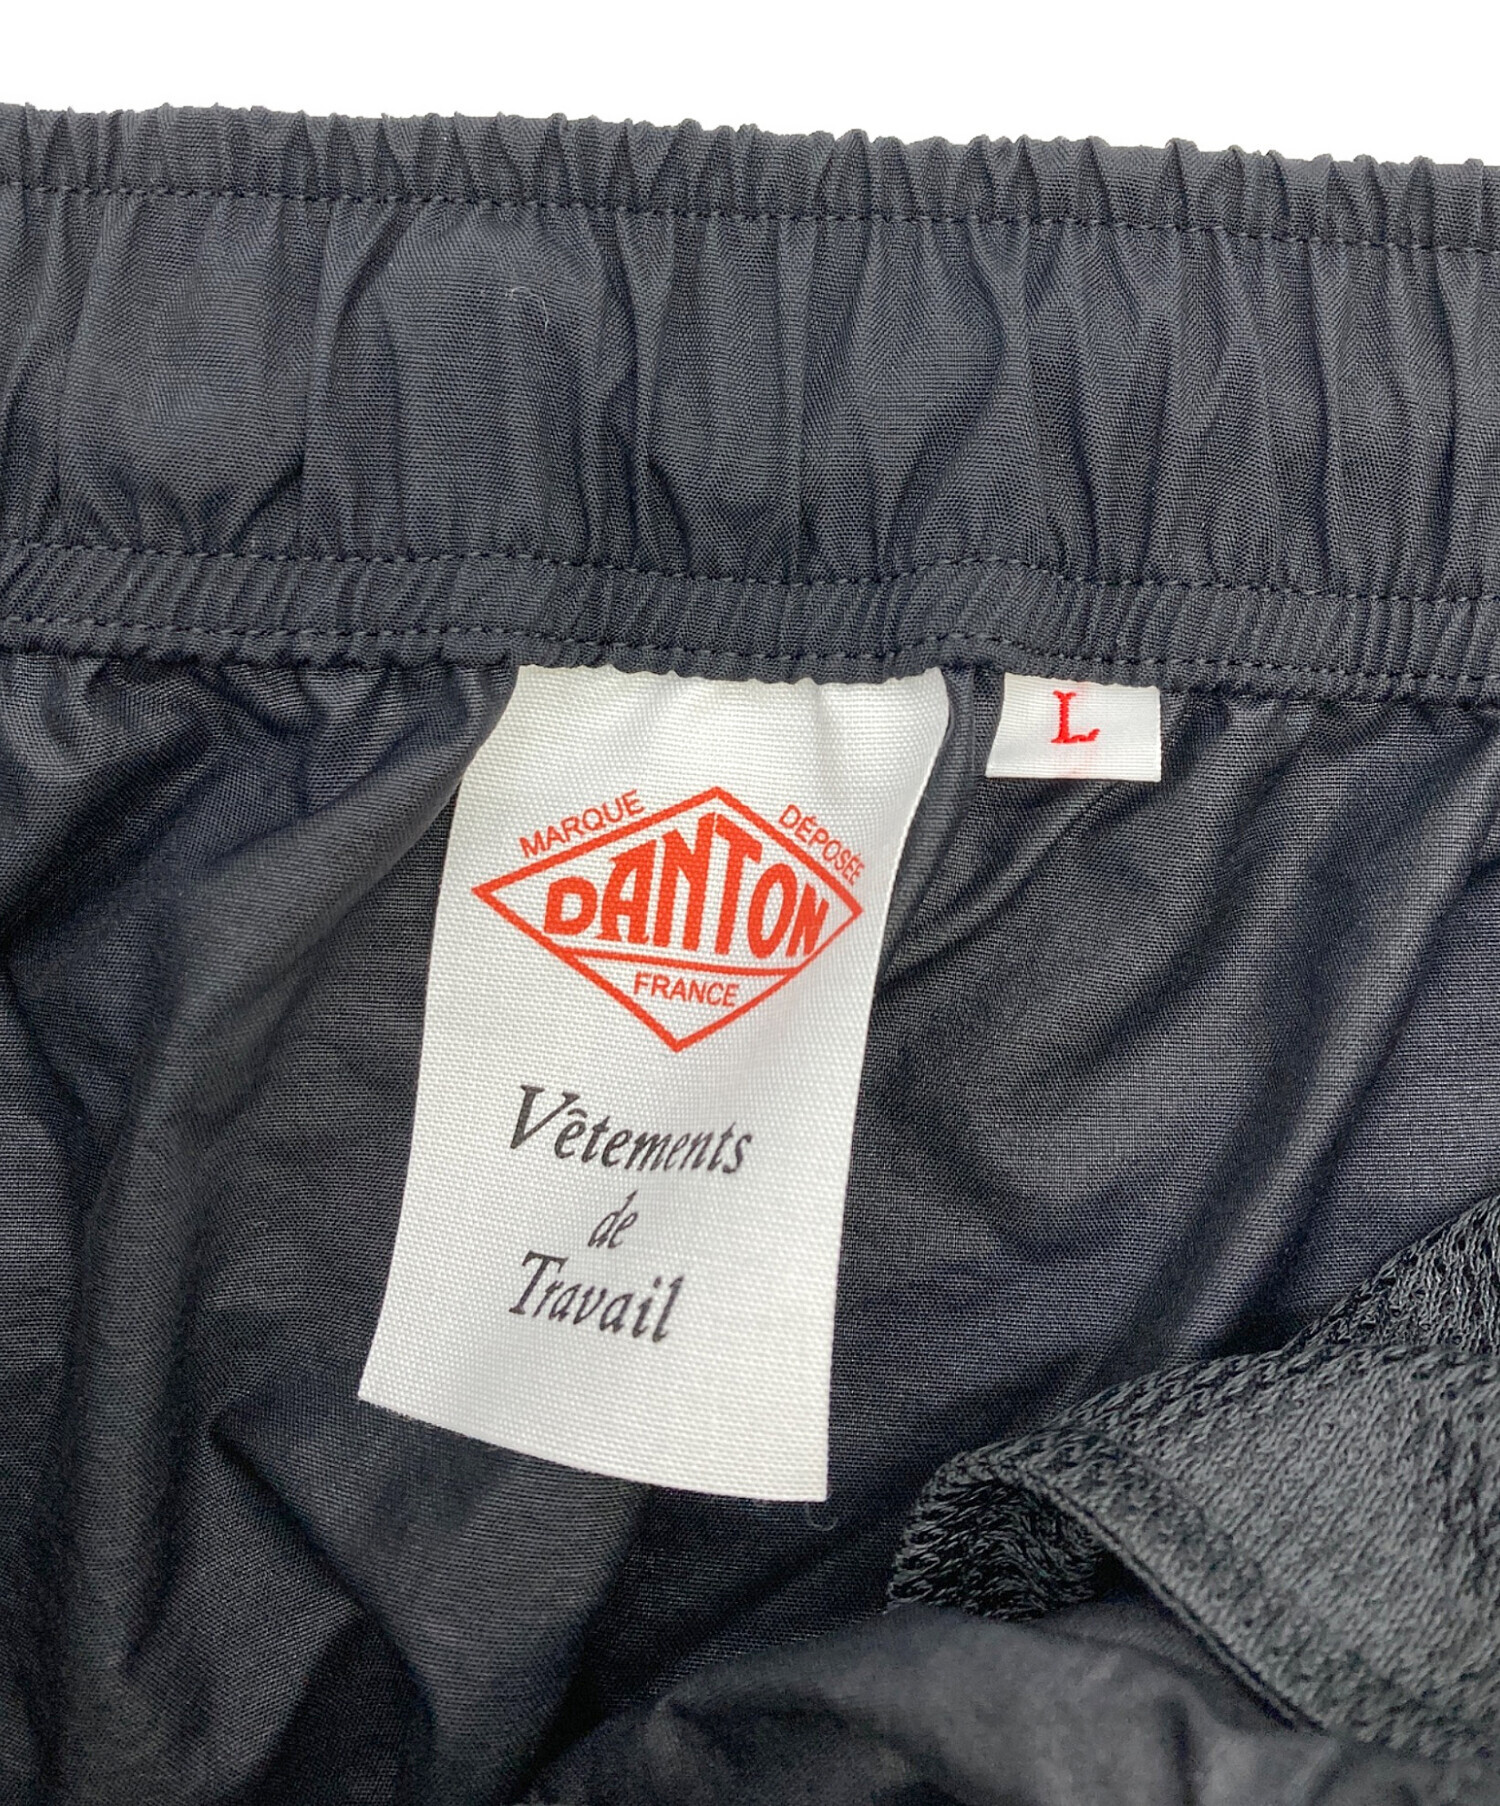 MARQUE DÉPOSÉE
DANTON
FRANCE
Vêtements
de
Travail
L